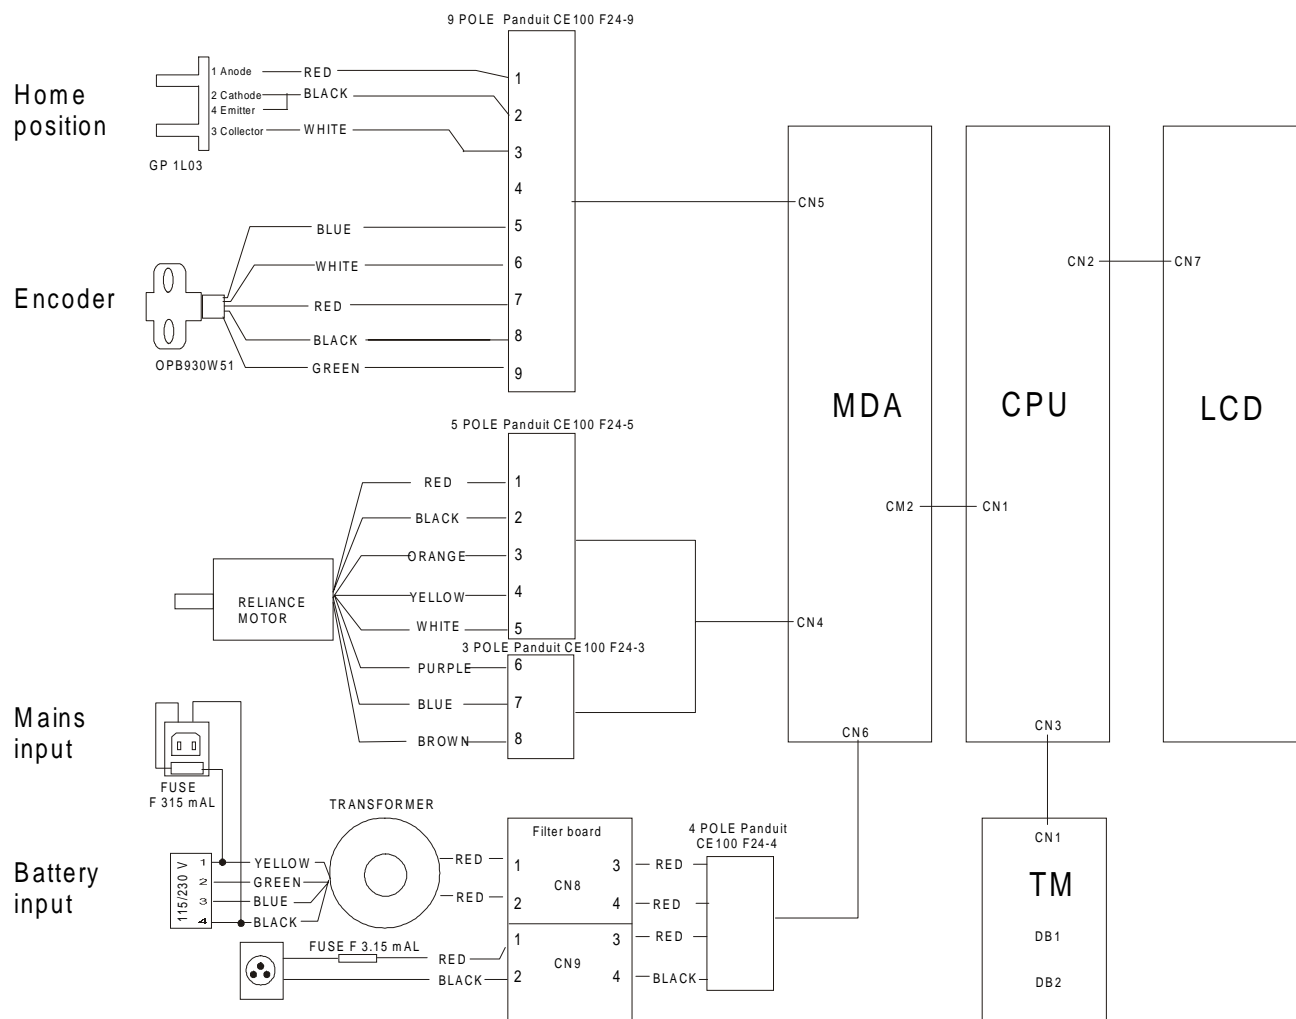 9 POLE Panduit CE100 F24-9
Home
position
1 Anode
RED
2 Cathode
BLACK
4 Emitter
3 Collector
WHITE
GP 1L03
1
2
3
4
5
6
7
8
9
CN5
Encoder
BLUE
WHITE
RED
BLACK
GREEN
OPB930W51
CN2
CN7
MDA
CPU
LCD
5 POLE Panduit CE100 F24-5
RED
1
BLACK
2
ORANGE
3
YELLOW
4
WHITE
5
CM2
CN1
RELIANCE
MOTOR
CN4
3 POLE Panduit CE100 F24-3
PURPLE
6
BLUE
7
BROWN
8
CN6
CN3
Mains
input
FUSE
F 315 mAL
TRANSFORMER
Filter board
4 POLE Panduit
CE100 F24-4
Battery
input
115/230 V
1
YELLOW
2
GREEN
3
BLUE
4
BLACK
RED
RED
1
3
RED
CN8
2
4
RED
1
3
RED
CN9
2
4
BLACK
FUSE F 3.15 mAL
RED
BLACK
CN1
TM
DB1
DB2